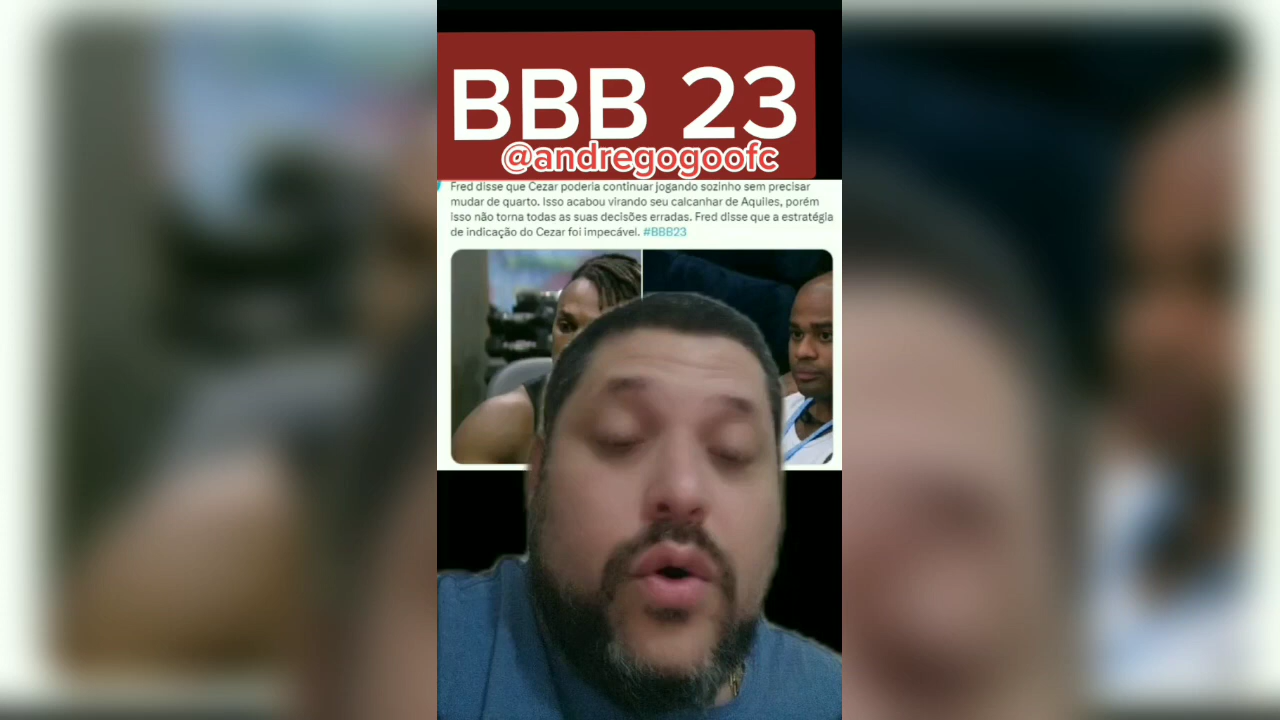 BBB 23
@andregogoofc
Fred disse que Cezar poderia continuar jogando sozinho sem precisar
mudar de quarto. Isso acabou virando seu calcanhar de Aquiles, porém
isso não torna todas as suas decisões erradas. Fred disse que a estratégia
de indicação do Cezar foi impecável. #BBB23